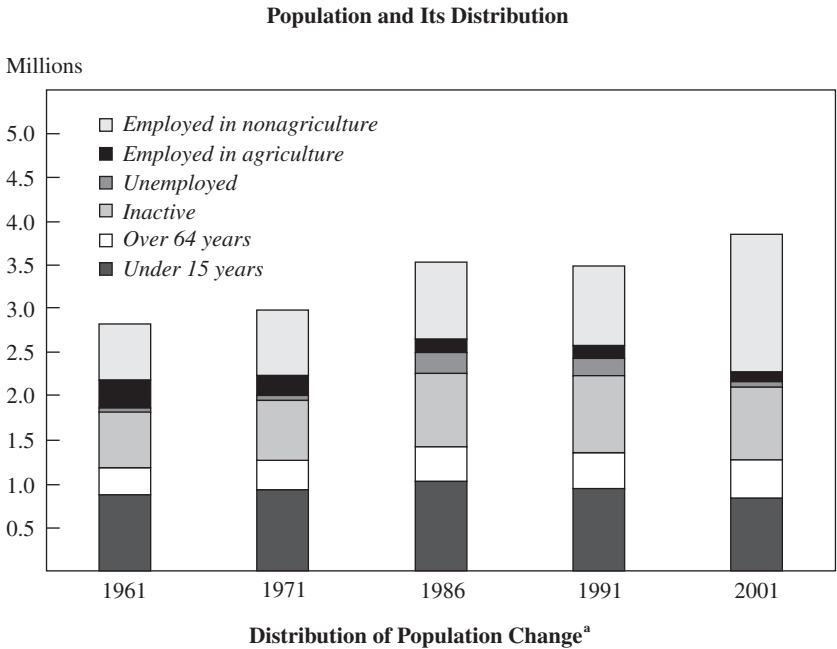 Population and Its Distribution
Millions
Employed in nonagriculture
Employed in agriculture
Unemployed
Inactive
Over 64 years
Under 15 years
5.0
4.5
4.0
3.5
3.0
2.5
2.0
1.5
1.0
0.5
1961 1971 1986 1991 2001
Distribution of Population Changeᵃ